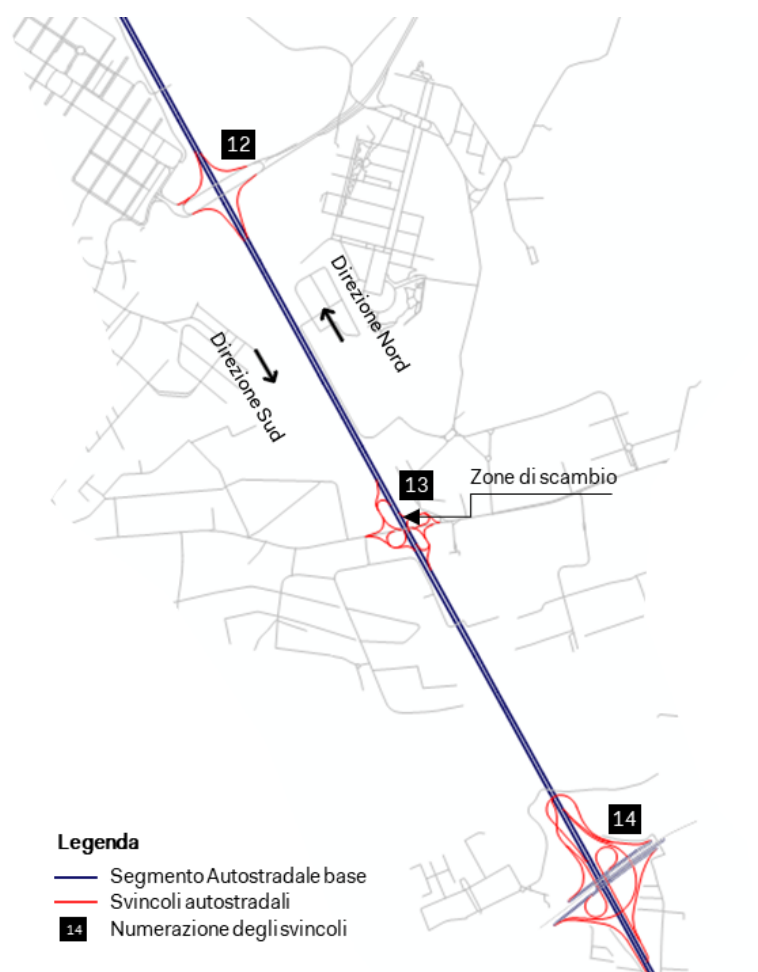 12
Direzione Nord
Direzione Sud
13
Zone di scambio
14
Legenda
Segmento Autostradale base
Svincoli autostradali
14 Numerazione degli svincoli